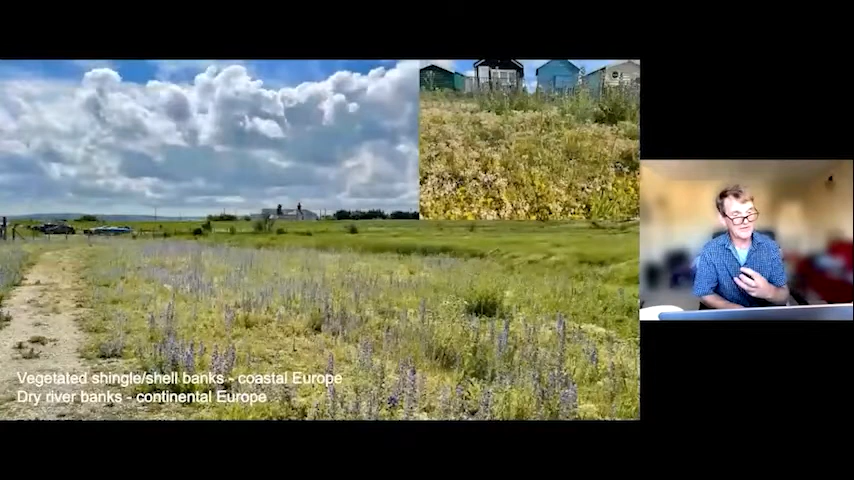 Vegetated shingle/shell banks - coastal Europe
Dry river banks - continental Europe